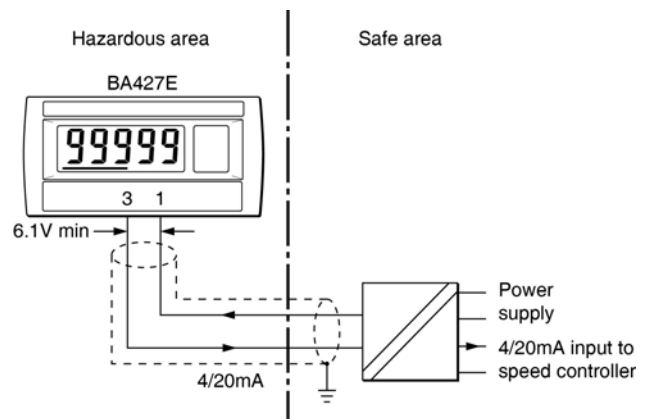 Hazardous area
Safe area
BA427E
99999
3 1
6.1V min
Power
supply
4/20mA input to
speed controller
4/20mA